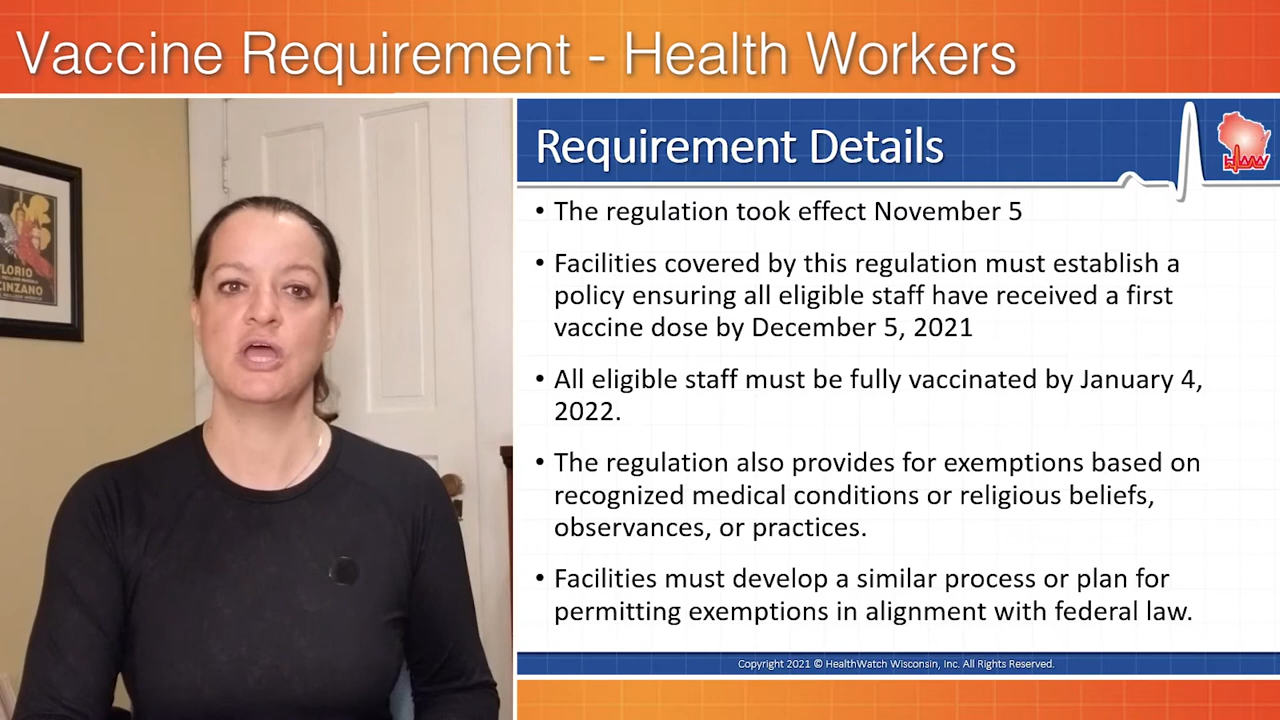 Vaccine Requirement - Health Workers
Requirement Details
• The regulation took effect November 5
• Facilities covered by this regulation must establish a
policy ensuring all eligible staff have received a first
vaccine dose by December 5, 2021
• All eligible staff must be fully vaccinated by January 4,
2022.
• The regulation also provides for exemptions based on
recognized medical conditions or religious beliefs,
observances, or practices.
• Facilities must develop a similar process or plan for
permitting exemptions in alignment with federal law.
Copyright 2021 © HealthWatch Wisconsin, Inc. All Rights Reserved.
FLORIO
CINZANO